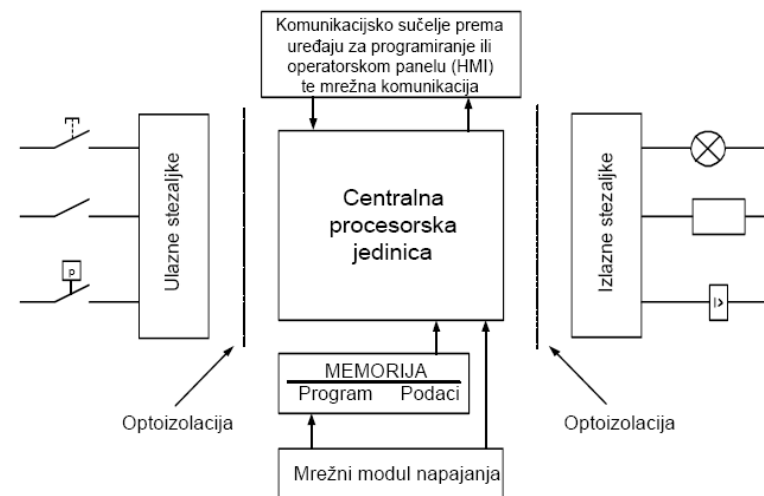 Komunikacijsko sučelje prema
uređaju za programiranje ili
operatorskom panelu (HMI)
te mrežna komunikacija
Ulazne stezaljke
p
Centralna
procesorska
jedinica
Izlazne stezaljke
I>
MEMORIJA
Program Podaci
Optoizolacija
Optoizolacija
Mrežni modul napajanja